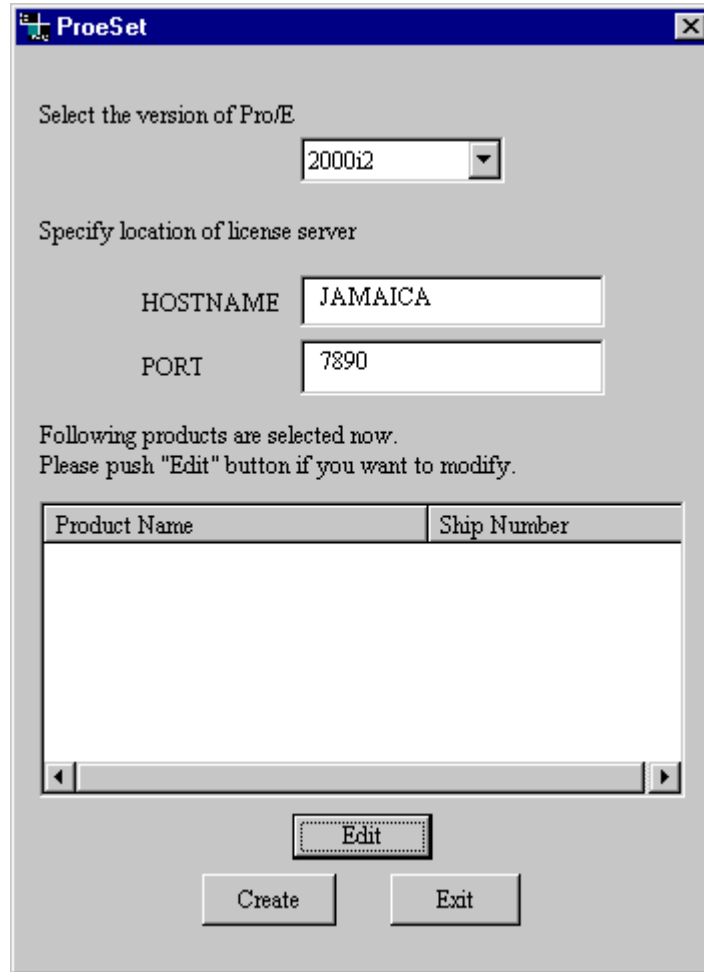 ProeSet
Select the version of Pro/E
2000i2
Specify location of license server
HOSTNAME JAMAICA
PORT 7890
Following products are selected now.
Please push "Edit" button if you want to modify.
Product Name Ship Number
Edit
Create Exit